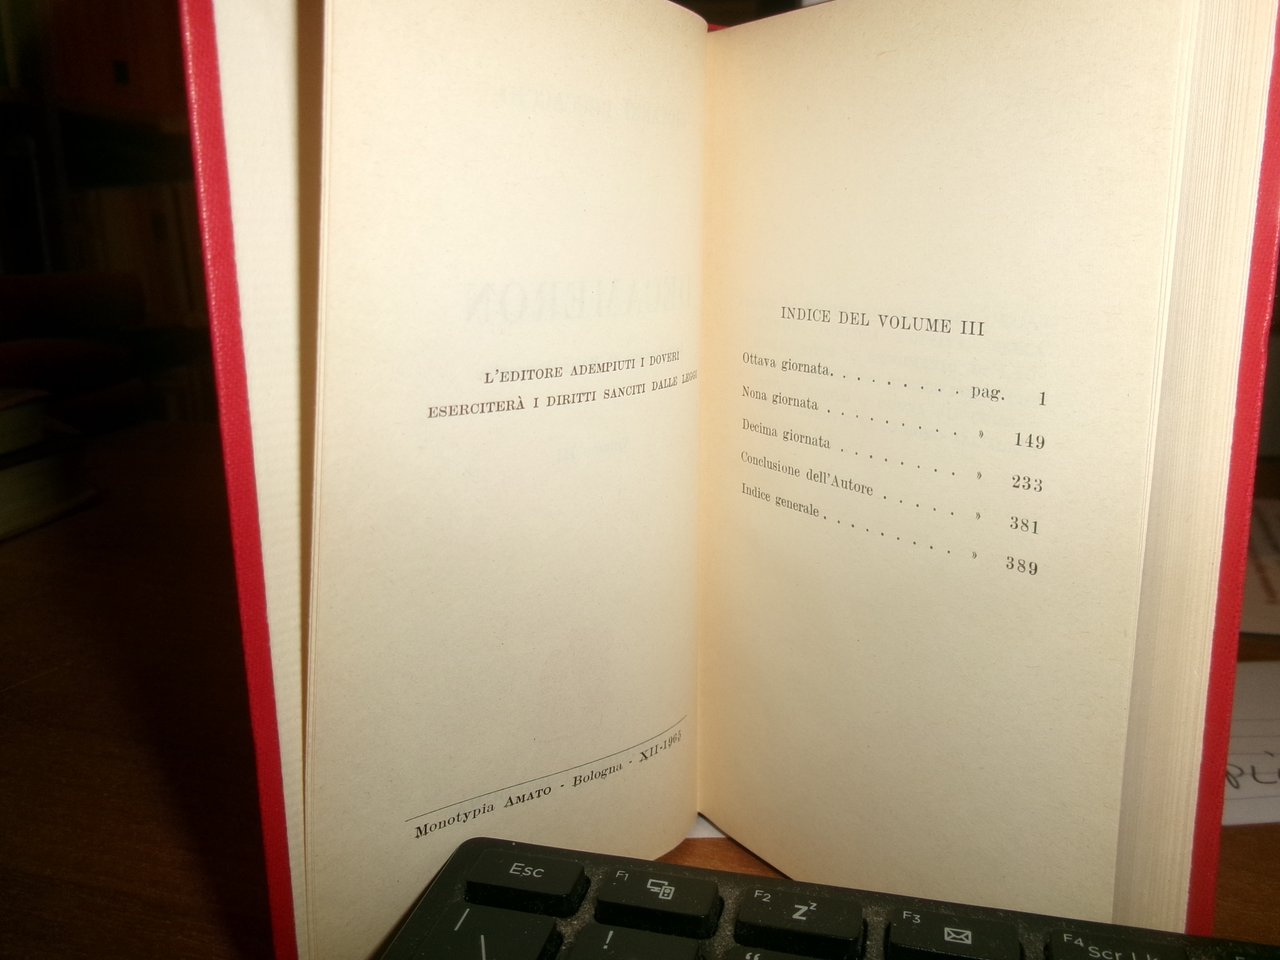 L'EDITORE ADEMPIUTI I DOVERI
ESERCITERÀ I DIRITTI SANCITI DALLE LEGGI
Monotypia AMATO - Bologna - XII-1965
INDICE DEL VOLUME III
Ottava giornata. . . . . . . . . . pag. 1
Nona giornata . . . . . . . . . » 149
Decima giornata . . . . . . . . » 233
Conclusione dell'Autore . . . . . . » 381
Indice generale . . . . . . . . . » 389
Esc
F1
F2
Z z
F3
F4
!